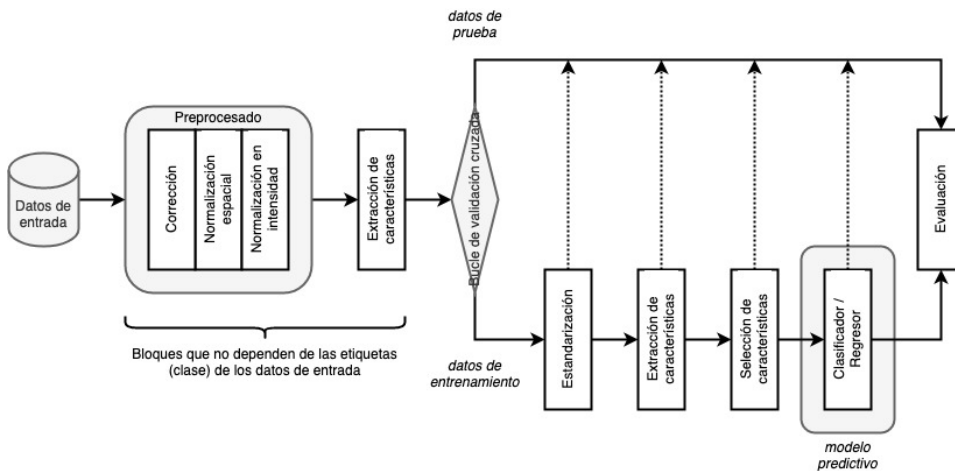 datos de
prueba
Preprocesado
Datos de
entrada
Corrección
Normalización
espacial
Normalización en
intensidad
Extracción de
características
Bucle de validación cruzada
Bloques que no dependen de las etiquetas
(clase) de los datos de entrada
datos de
entrenamiento
Estandarización
Extracción de
características
Selección de
características
Clasificador /
Regresor
modelo
predictivo
Evaluación